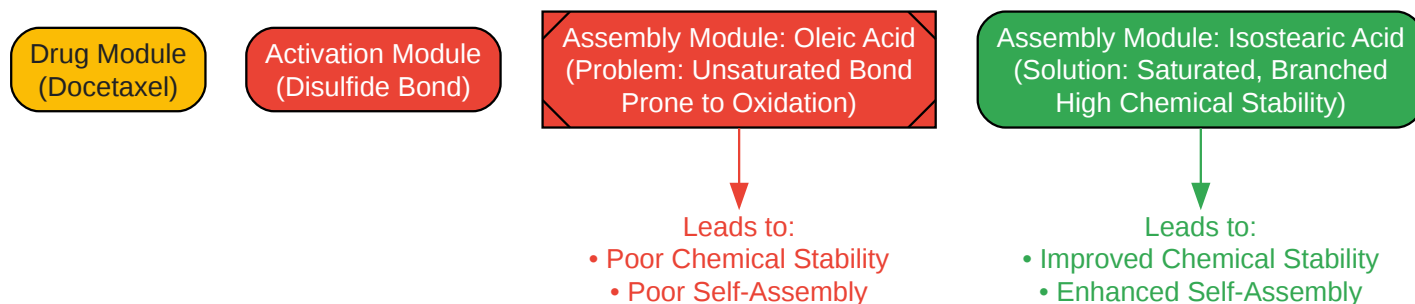 Drug Module
(Docetaxel)
Activation Module
(Disulfide Bond)
Assembly Module: Oleic Acid
(Problem: Unsaturated Bond
Prone to Oxidation)
Assembly Module: Isostearic Acid
(Solution: Saturated, Branched
High Chemical Stability)
Leads to:
• Poor Chemical Stability
• Poor Self-Assembly
Leads to:
• Improved Chemical Stability
• Enhanced Self-Assembly